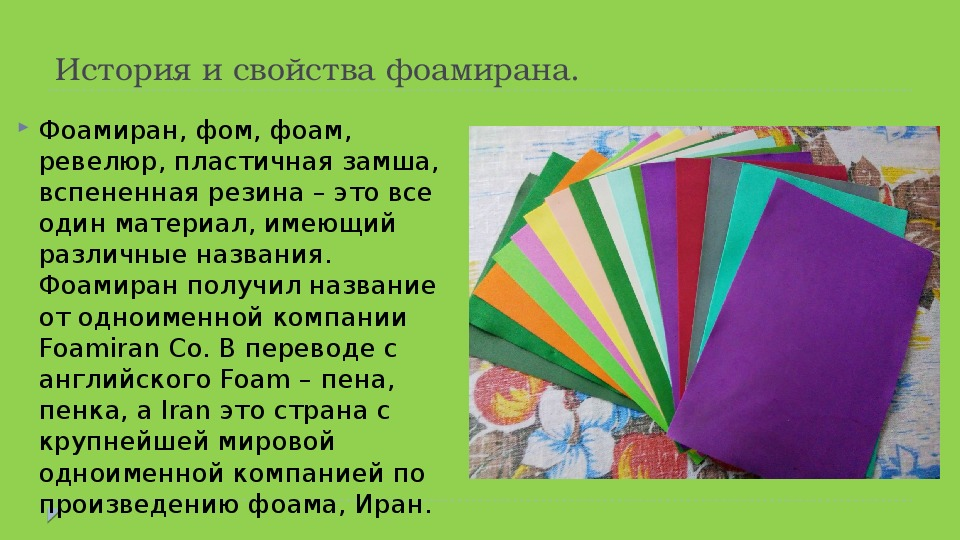 История и свойства фоамирана.
Фоамиран, фом, фоам,
ревелюр, пластичная замша,
вспененная резина – это все
один материал, имеющий
различные названия.
Фоамиран получил название
от одноименной компании
Foamiran Co. В переводе с
английского Foam – пена,
пенка, а Iran это страна с
крупнейшей мировой
одноименной компанией по
произведению фоама, Иран.